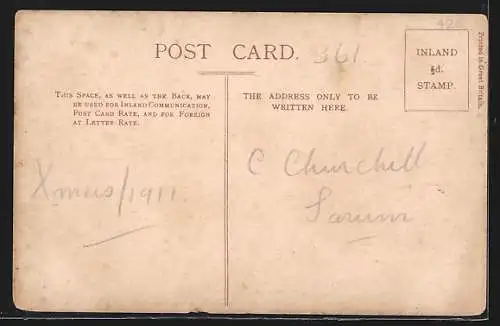 42
POST CARD.
361
INLAND
½d.
STAMP.
Printed in Great Britain.
THIS SPACE, AS WELL AS THE BACK, MAY
BE USED FOR INLAND COMMUNICATION,
POST CARD RATE, AND FOR FOREIGN
AT LETTER RATE.
THE ADDRESS ONLY TO BE
WRITTEN HERE.
Xmas/1911
C Churchill
Sarum